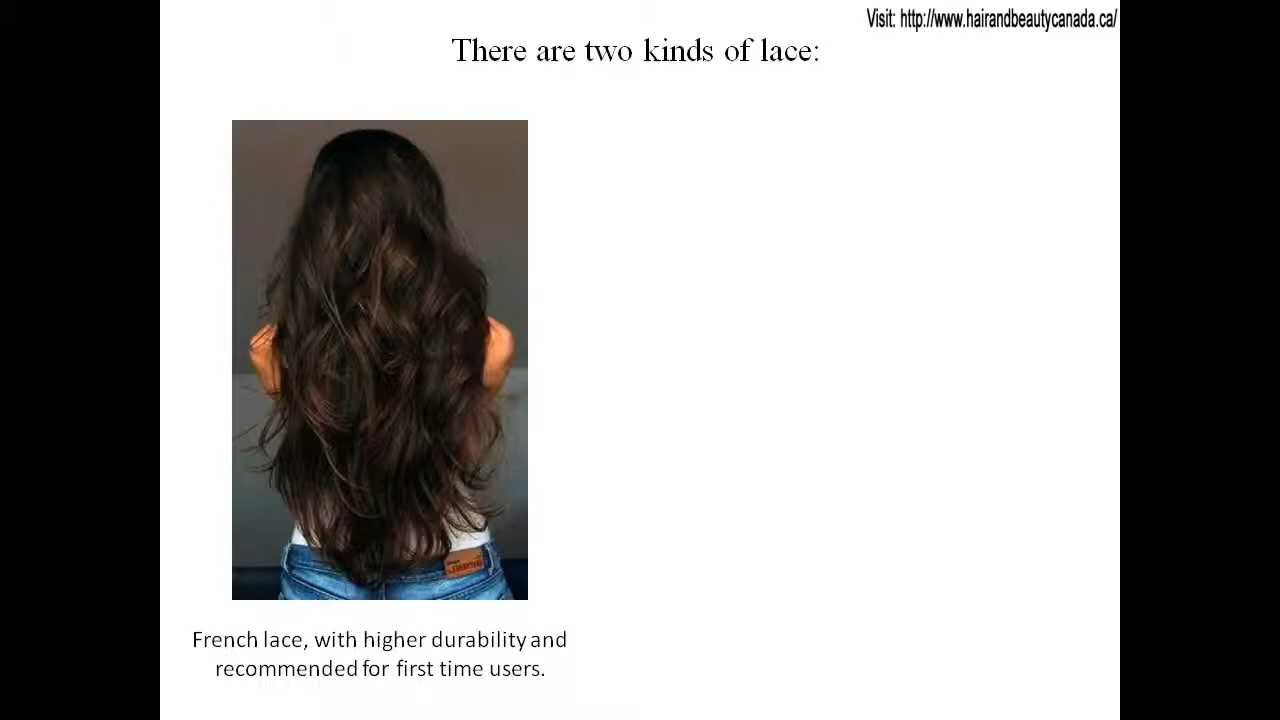 Visit: http://www.hairandbeautycanada.ca/
There are two kinds of lace:
French lace, with higher durability and
recommended for first time users.